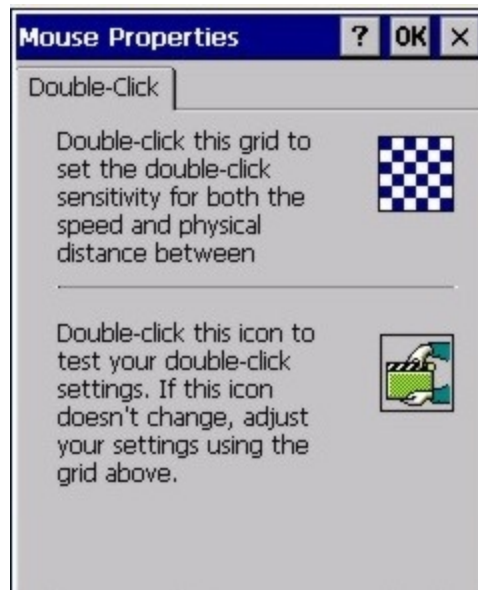 Mouse Properties ? OK ×
Double-Click
Double-click this grid to
set the double-click
sensitivity for both the
speed and physical
distance between
Double-click this icon to
test your double-click
settings. If this icon
doesn't change, adjust
your settings using the
grid above.